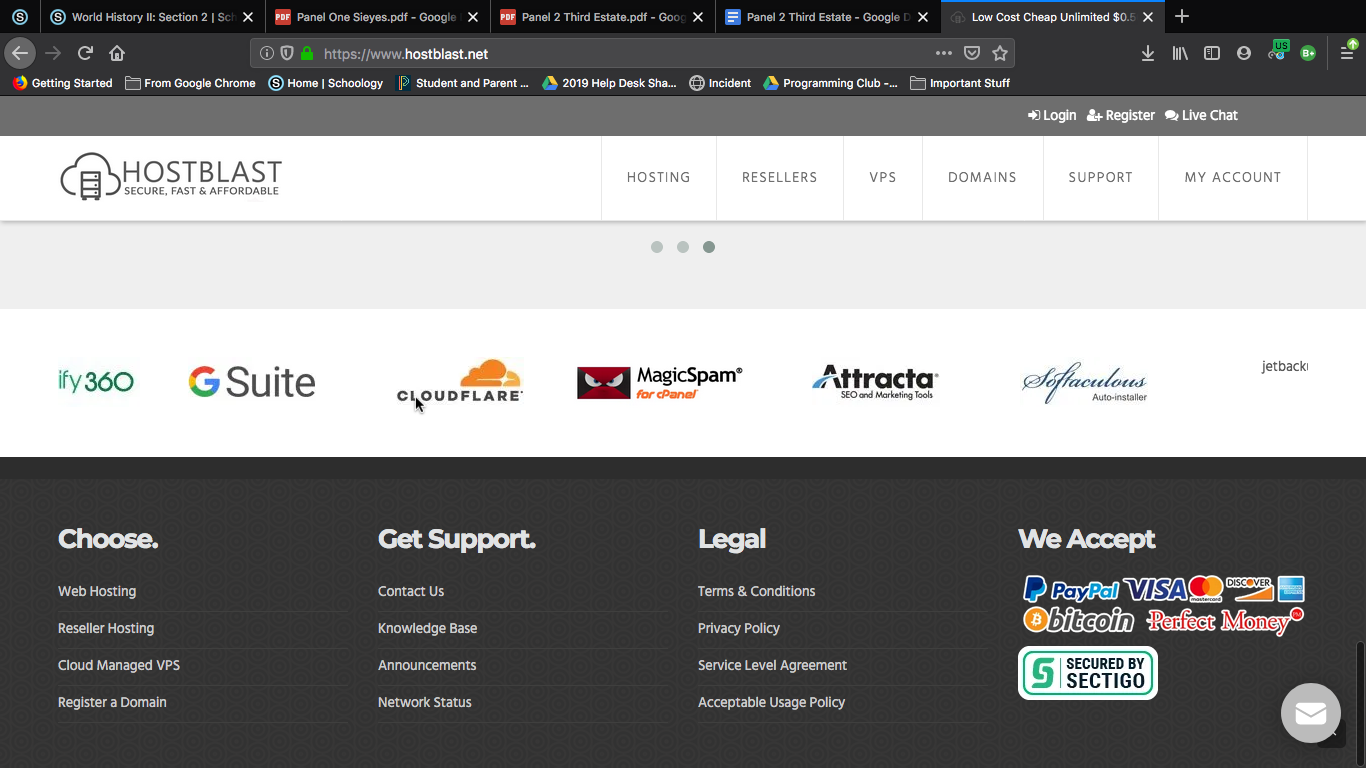 World History II: Section 2 | Sch
Panel One Sieyes.pdf - Google
Panel 2 Third Estate.pdf - Goog
Panel 2 Third Estate - Google D
Low Cost Cheap Unlimited $0.5
https://www.hostblast.net
US
B+
Getting Started
From Google Chrome
Home | Schoology
Student and Parent ...
2019 Help Desk Sha...
Incident
Programming Club -...
Important Stuff
Login
Register
Live Chat
HOSTBLAST
SECURE, FAST & AFFORDABLE
HOSTING
RESELLERS
VPS
DOMAINS
SUPPORT
MY ACCOUNT
ify360
G Suite
CLOUDFLARE
MagicSpam®
for cPanel
Attracta
SEO and Marketing Tools
Softaculous
Auto-installer
jetback
Choose.
Web Hosting
Reseller Hosting
Cloud Managed VPS
Register a Domain
Get Support.
Contact Us
Knowledge Base
Announcements
Network Status
Legal
Terms & Conditions
Privacy Policy
Service Level Agreement
Acceptable Usage Policy
We Accept
PayPal VISA mastercard DISCOVER
bitcoin Perfect Money PM
SECURED BY
SECTIGO